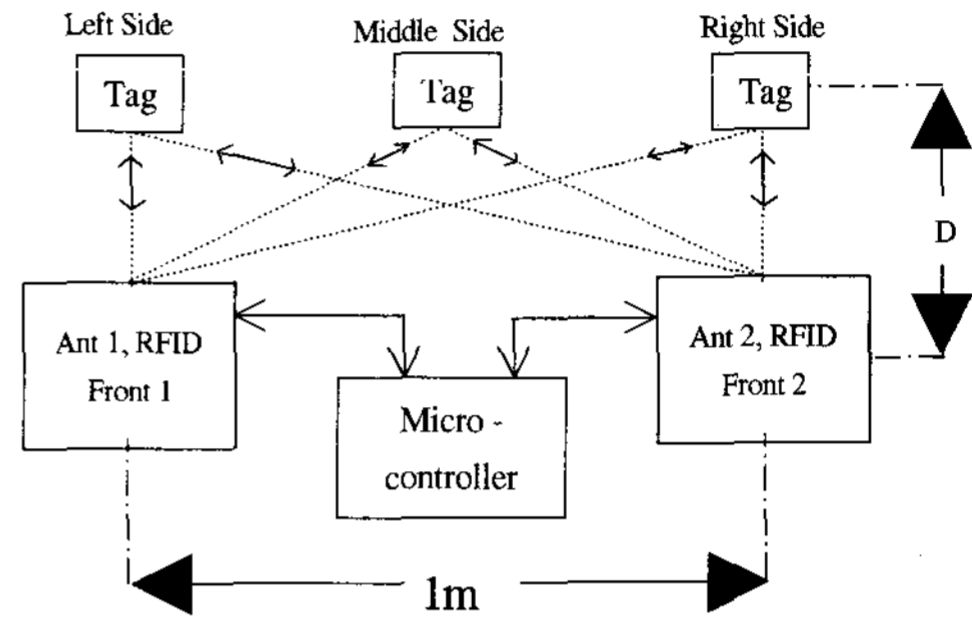 Left Side
Middle Side
Right Side
Tag
Tag
Tag
D
Ant 1, RFID
Front 1
Ant 2, RFID
Front 2
Micro -
controller
1m